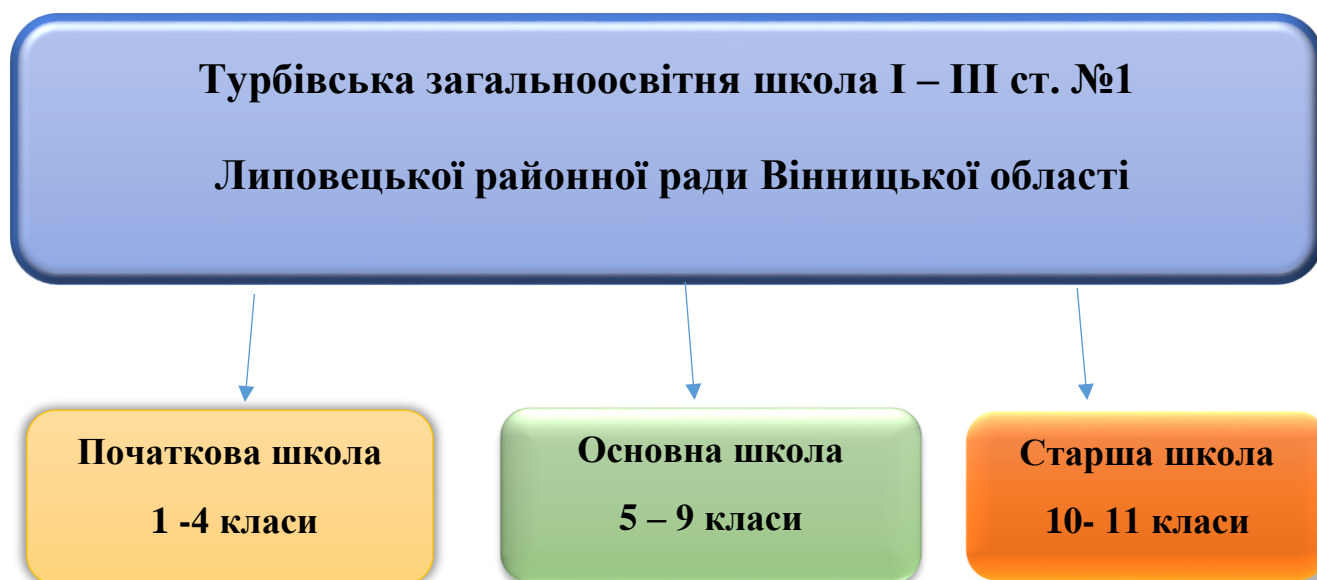 Турбівська загальноосвітня школа І – ІІІ ст. №1
Липовецької районної ради Вінницької області
Початкова школа
1 -4 класи
Основна школа
5 – 9 класи
Старша школа
10- 11 класи